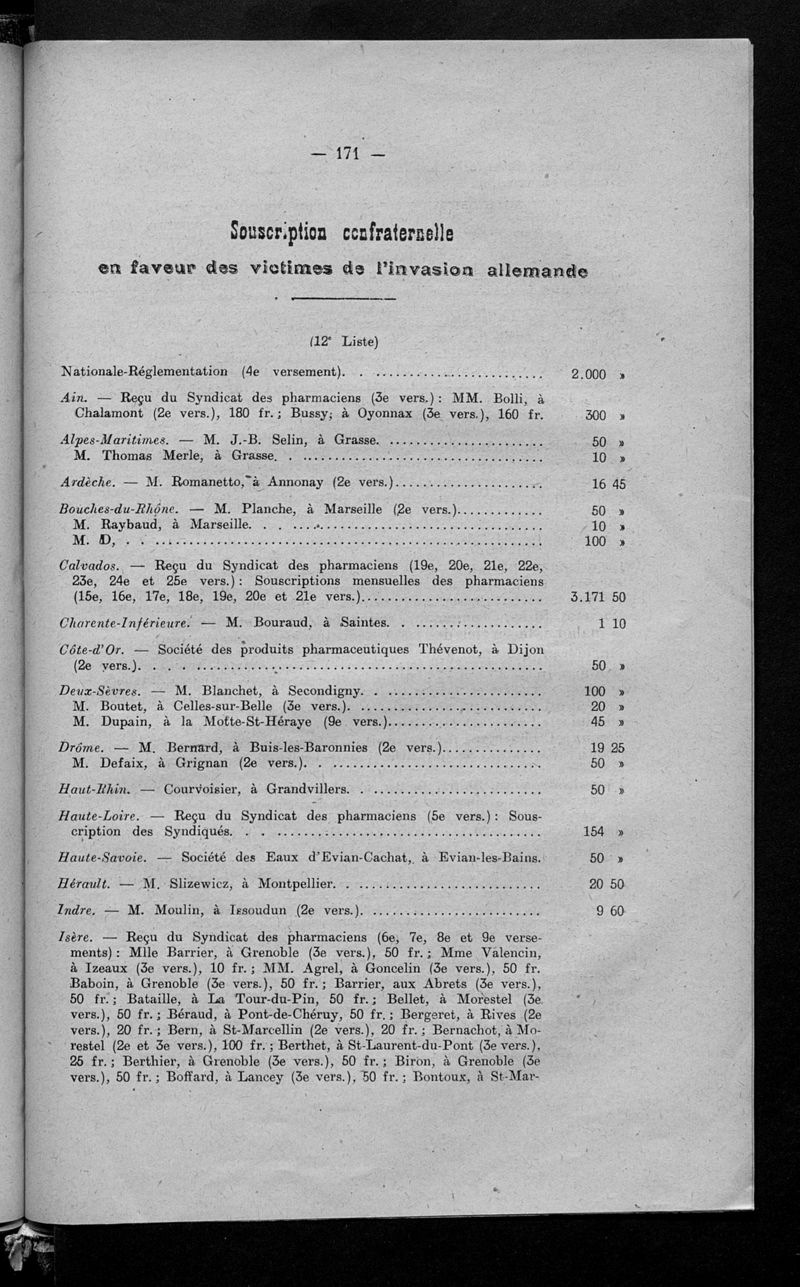 — 171 —
Souscription confraternelle
en faveur des victimes de l'invasion allemande
(12e Liste)
Nationale-Réglementation (4e versement). . . . . . . . . . . . . . . . . . . . 2.000 »
Ain. — Reçu du Syndicat des pharmaciens (3e vers.) : MM. Bolli, à
Chalamont (2e vers.), 180 fr. ; Bussy, à Oyonnax (3e vers.), 160 fr. 300 »
Alpes-Maritimes. — M. J.-B. Selin, à Grasse. . . . . . . . . . . . . . . . . 50 »
M. Thomas Merle, à Grasse. . . . . . . . . . . . . . . . . . . . . . . . . . 10 »
Ardèche. — M. Romanetto, à Annonay (2e vers.). . . . . . . . . . . . . . . . 16 45
Bouches-du-Rhône. — M. Planche, à Marseille (2e vers.). . . . . . . . . . . . 50 »
M. Raybaud, à Marseille. . . . . . . . . . . . . . . . . . . . . . . . . . . 10 »
M. D, . . . . . . . . . . . . . . . . . . . . . . . . . . . . . . . . . . . 100 »
Calvados. — Reçu du Syndicat des pharmaciens (19e, 20e, 21e, 22e,
23e, 24e et 25e vers.) : Souscriptions mensuelles des pharmaciens
(15e, 16e, 17e, 18e, 19e, 20e et 21e vers.). . . . . . . . . . . . . . . . . 3.171 50
Charente-Inférieure. — M. Bouraud, à Saintes. . . . . . . . . . . . . . . . . 1 10
Côte-d'Or. — Société des produits pharmaceutiques Thévenot, à Dijon
(2e vers.). . . . . . . . . . . . . . . . . . . . . . . . . . . . . . . . . 50 »
Deux-Sèvres. — M. Blanchet, à Secondigny. . . . . . . . . . . . . . . . . . . 100 »
M. Boutet, à Celles-sur-Belle (3e vers.). . . . . . . . . . . . . . . . . . . 20 »
M. Dupain, à la Motte-St-Héraye (9e vers.). . . . . . . . . . . . . . . . . . 45 »
Drôme. — M. Bernard, à Buis-les-Baronnies (2e vers.). . . . . . . . . . . . . 19 25
M. Defaix, à Grignan (2e vers.). . . . . . . . . . . . . . . . . . . . . . . 50 »
Haut-Rhin. — Courvoisier, à Grandvillers. . . . . . . . . . . . . . . . . . . 50 »
Haute-Loire. — Reçu du Syndicat des pharmaciens (5e vers.) : Sous-
cription des Syndiqués. . . . . . . . . . . . . . . . . . . . . . . . . . . 154 »
Haute-Savoie. — Société des Eaux d'Evian-Cachat, à Evian-les-Bains. 50 »
Hérault. — M. Slizewicz, à Montpellier. . . . . . . . . . . . . . . . . . . . 20 50
Indre. — M. Moulin, à Issoudun (2e vers.). . . . . . . . . . . . . . . . . . 9 60
Isère. — Reçu du Syndicat des pharmaciens (6e, 7e, 8e et 9e verse-
ments) : Mlle Barrier, à Grenoble (3e vers.), 50 fr. ; Mme Valencin,
à Izeaux (3e vers.), 10 fr. ; MM. Agrel, à Goncelin (3e vers.), 50 fr.
Baboin, à Grenoble (3e vers.), 50 fr. ; Barrier, aux Abrets (3e vers.),
50 fr. ; Bataille, à La Tour-du-Pin, 50 fr. ; Bellet, à Morestel (3e
vers.), 50 fr. ; Béraud, à Pont-de-Chéruy, 50 fr. ; Bergeret, à Rives (2e
vers.), 20 fr. ; Bern, à St-Marcellin (2e vers.), 20 fr. ; Bernachot, à Mo-
restel (2e et 3e vers.), 100 fr. ; Berthet, à St-Laurent-du-Pont (3e vers.),
25 fr. ; Berthier, à Grenoble (3e vers.), 50 fr. ; Biron, à Grenoble (3e
vers.), 50 fr. ; Boffard, à Lancey (3e vers.), 50 fr. ; Bontoux, à St-Mar-